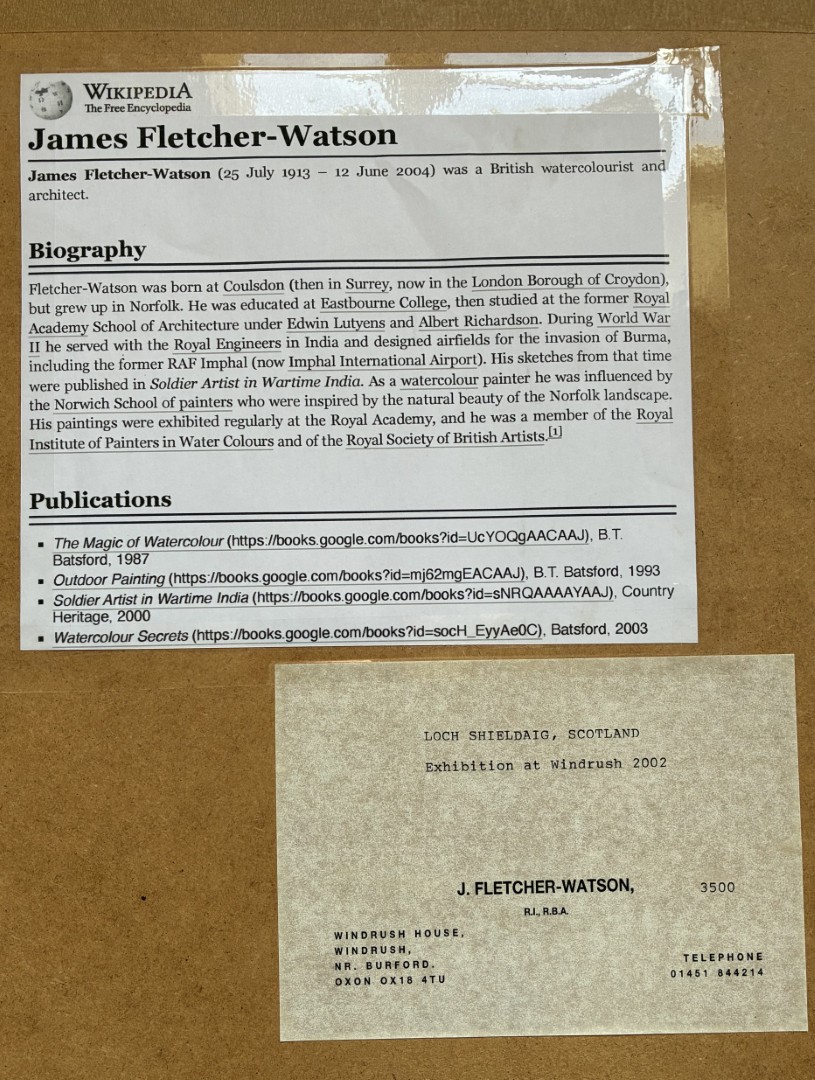 WIKIPEDIA
The Free Encyclopedia
James Fletcher-Watson
James Fletcher-Watson (25 July 1913 – 12 June 2004) was a British watercolourist and
architect.
Biography
Fletcher-Watson was born at Coulsdon (then in Surrey, now in the London Borough of Croydon),
but grew up in Norfolk. He was educated at Eastbourne College, then studied at the former Royal
Academy School of Architecture under Edwin Lutyens and Albert Richardson. During World War
II he served with the Royal Engineers in India and designed airfields for the invasion of Burma,
including the former RAF Imphal (now Imphal International Airport). His sketches from that time
were published in Soldier Artist in Wartime India. As a watercolour painter he was influenced by
the Norwich School of painters who were inspired by the natural beauty of the Norfolk landscape.
His paintings were exhibited regularly at the Royal Academy, and he was a member of the Royal
Institute of Painters in Water Colours and of the Royal Society of British Artists.[1]
Publications
▪ The Magic of Watercolour (https://books.google.com/books?id=UcYOQgAACAAJ), B.T.
Batsford, 1987
▪ Outdoor Painting (https://books.google.com/books?id=mj62mgEACAAJ), B.T. Batsford, 1993
▪ Soldier Artist in Wartime India (https://books.google.com/books?id=sNRQAAAAYAAJ), Country
Heritage, 2000
▪ Watercolour Secrets (https://books.google.com/books?id=socH_EyyAe0C), Batsford, 2003
LOCH SHIELDAIG, SCOTLAND
Exhibition at Windrush 2002
J. FLETCHER-WATSON, 3500
R.I., R.B.A.
WINDRUSH HOUSE,
WINDRUSH,
NR. BURFORD.
OXON OX18 4TU
TELEPHONE
01451 844214